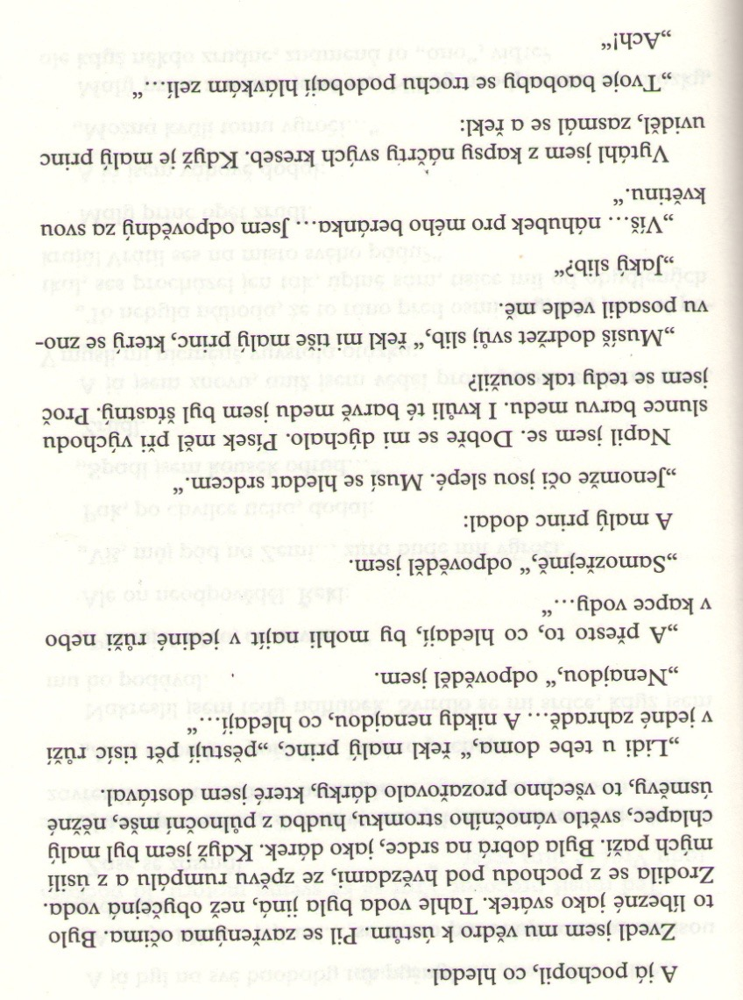 A já pochopil, co hledal.
Zvedl jsem mu vědro k ústům. Pil se zavřenýma očima. Bylo
to líbezné jako svátek. Tahle voda byla jiná, než obyčejná voda.
Zrodila se z pochodu pod hvězdami, ze zpěvu rumpálu a z úsilí
mých paží. Byla dobrá na srdce, jako dárek. Když jsem byl malý
chlapec, světlo vánočního stromku, hudba z půlnoční mše, něžné
úsměvy, to všechno prozařovalo dárky, které jsem dostával.
„Lidi u tebe doma,“ řekl malý princ, „pěstují pět tisíc růží
v jedné zahradě… A nikdy nenajdou, co hledají…“
„Nenajdou,“ odpověděl jsem.
„A přesto to, co hledají, by mohli najít v jediné růži nebo
v kapce vody…“
„Samozřejmě,“ odpověděl jsem.
A malý princ dodal:
„Jenomže oči jsou slepé. Musí se hledat srdcem.“
Napil jsem se. Dobře se mi dýchalo. Písek měl při východu
slunce barvu medu. I kvůli té barvě medu jsem byl šťastný. Proč
jsem se tedy tak soužil?
„Musíš dodržet svůj slib,“ řekl mi tiše malý princ, který se zno-
vu posadil vedle mě.
„Jaký slib?“
„Víš… náhubek pro mého beránka… Jsem odpovědný za svou
květinu.“
Vytáhl jsem z kapsy náčrty svých kreseb. Když je malý princ
uviděl, zasmál se a řekl:
„Tvoje baobaby se trochu podobají hlávkám zelí…“
„Ach!“